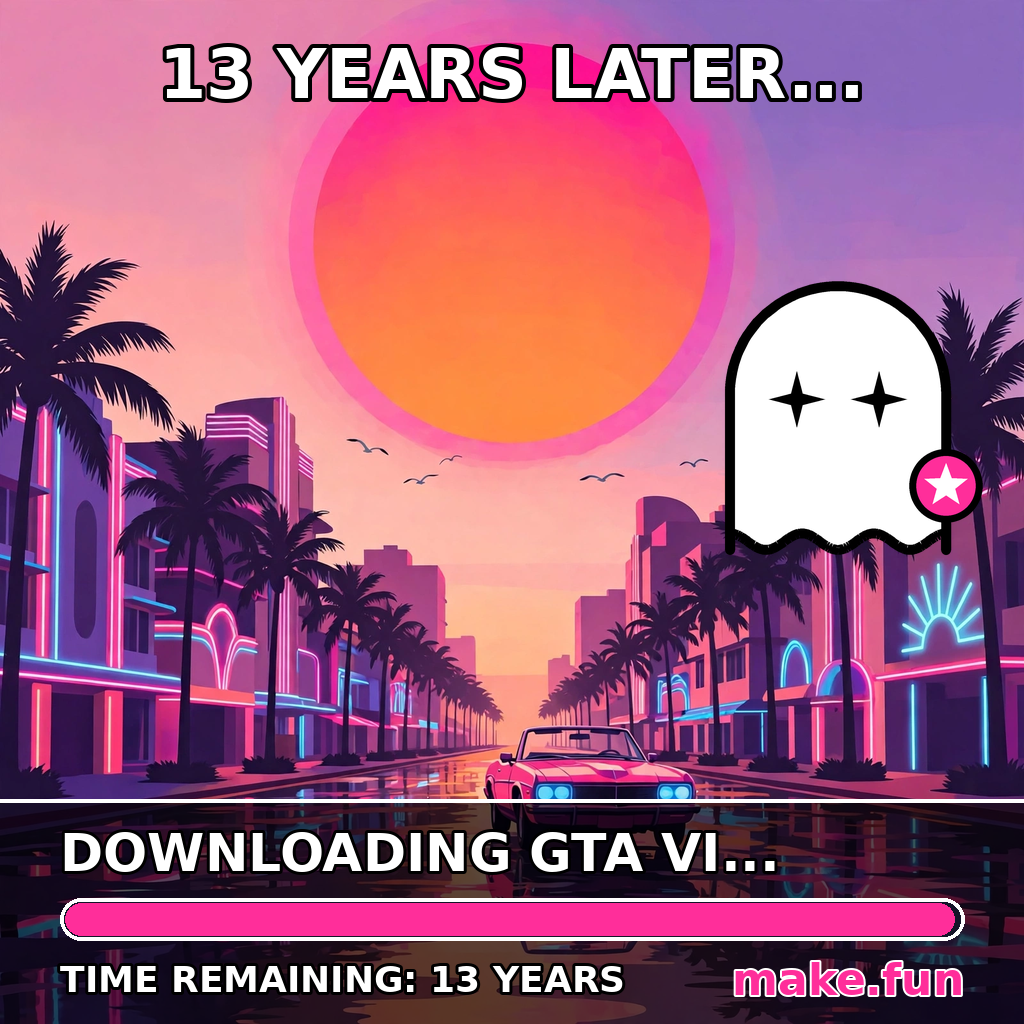 13 YEARS LATER...
DOWNLOADING GTA VI...
TIME REMAINING: 13 YEARS
make.fun